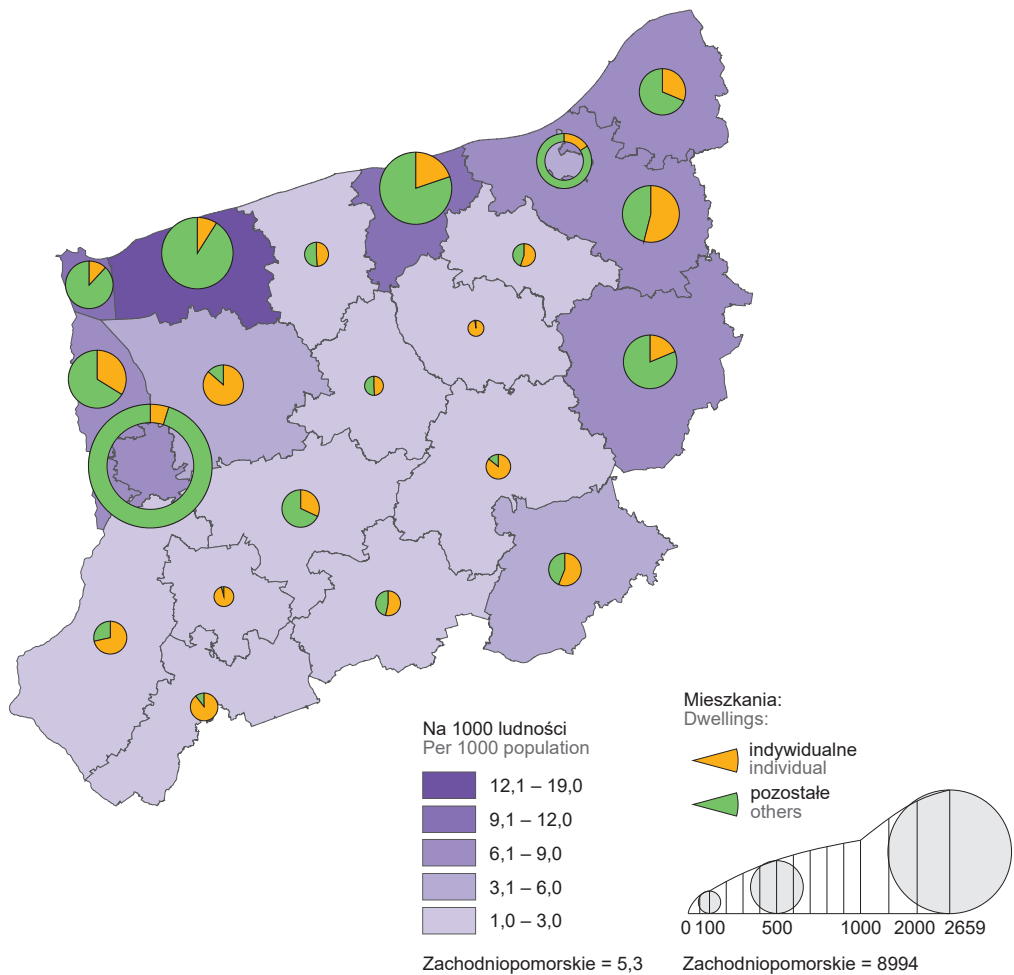 Na 1000 ludności
Per 1000 population
12,1 – 19,0
9,1 – 12,0
6,1 – 9,0
3,1 – 6,0
1,0 – 3,0
Zachodniopomorskie = 5,3
Mieszkania:
Dwellings:
indywidualne
individual
pozostałe
others
0 100 500 1000 2000 2659
Zachodniopomorskie = 8994